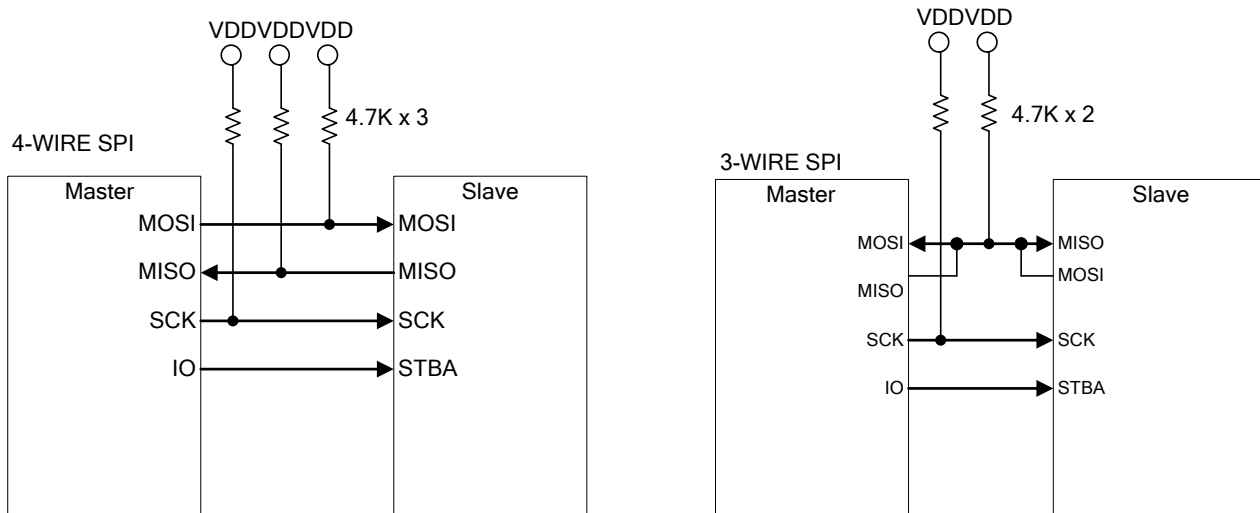 VDDVDDVDD
4.7K x 3
4-WIRE SPI
Master
Slave
MOSI
MOSI
MISO
MISO
SCK
SCK
IO
STBA
VDDVDD
4.7K x 2
3-WIRE SPI
Master
Slave
MOSI
MISO
MISO
MOSI
SCK
SCK
IO
STBA